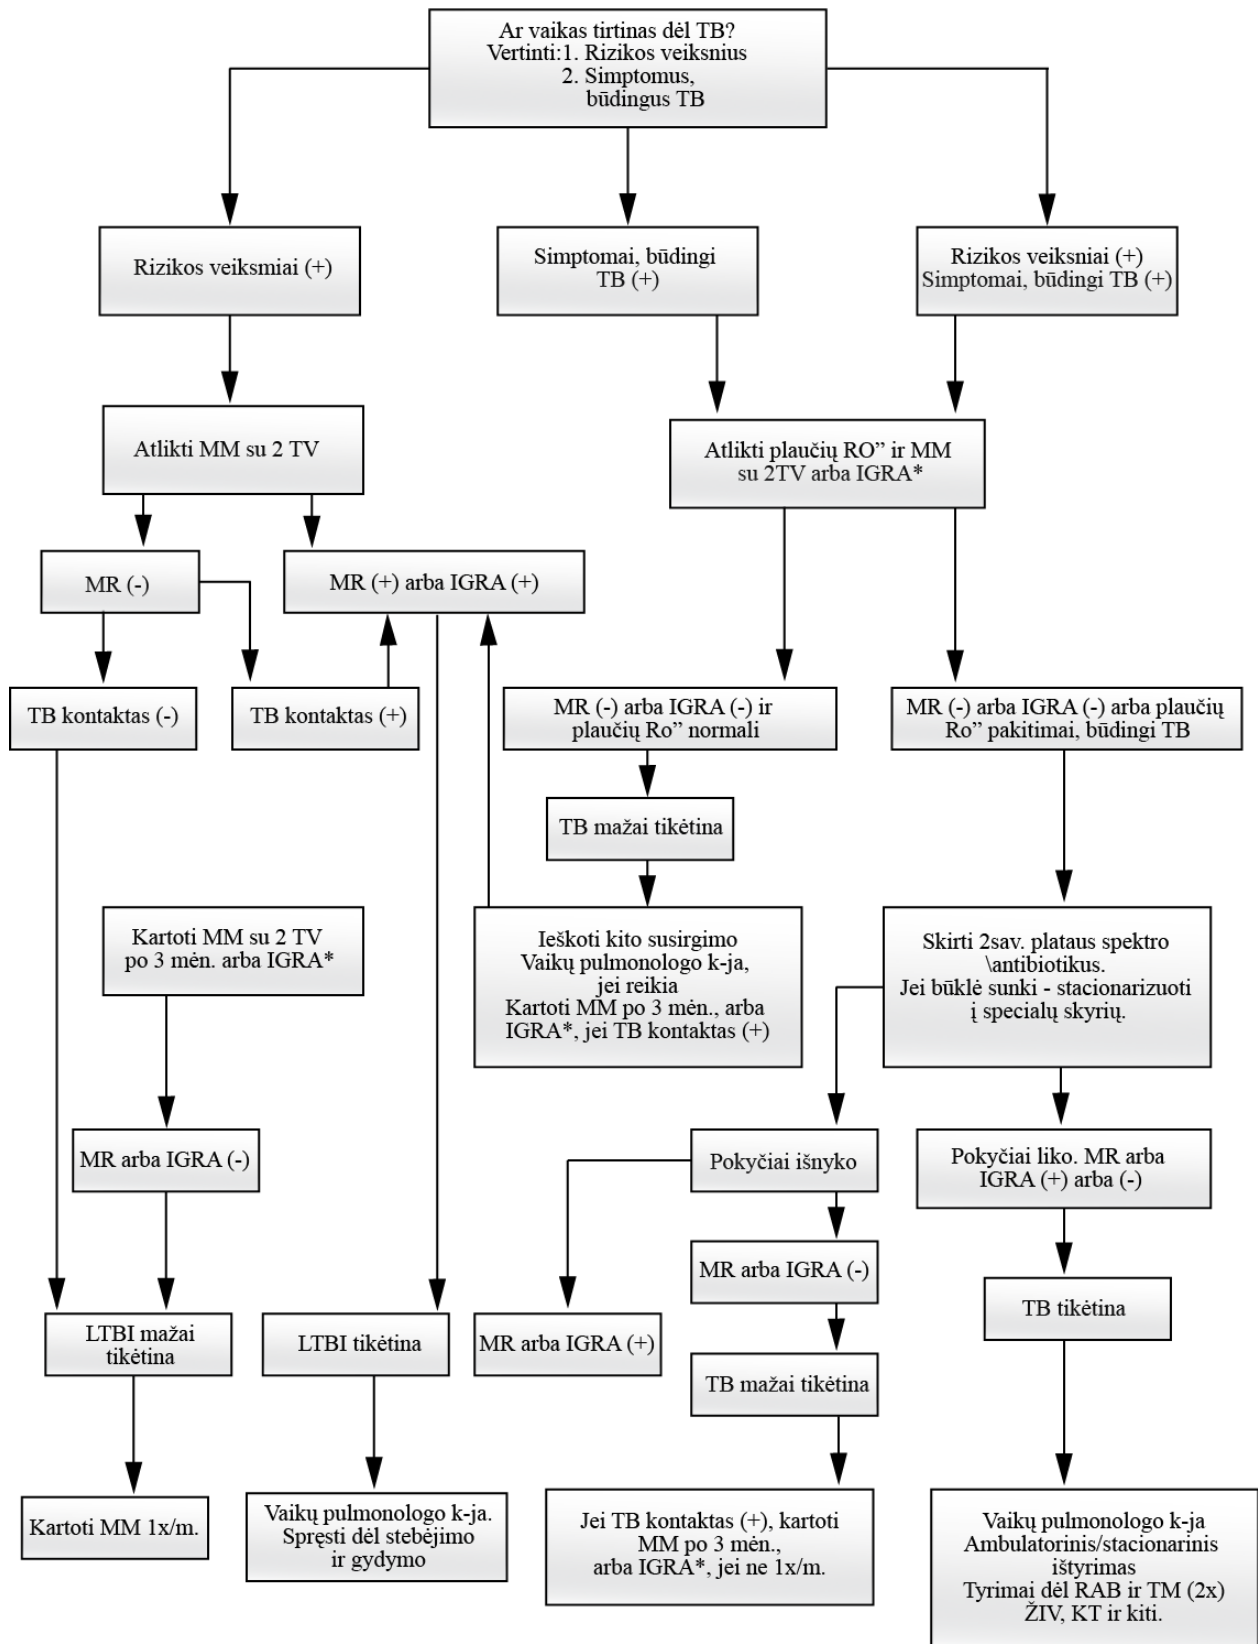 Ar vaikas tirtinas dėl TB?
Vertinti:1. Rizikos veiksnius
2. Simptomus,
būdingus TB
Rizikos veiksmiai (+)
Simptomai, būdingi
TB (+)
Rizikos veiksniai (+)
Simptomai, būdingi TB (+)
Atlikti MM su 2 TV
Atlikti plaučių RO” ir MM
su 2TV arba IGRA*
MR (-)
MR (+) arba IGRA (+)
TB kontaktas (-)
TB kontaktas (+)
MR (-) arba IGRA (-) ir
plaučių Ro” normali
MR (-) arba IGRA (-) arba plaučių
Ro” pakitimai, būdingi TB
TB mažai tikėtina
Kartoti MM su 2 TV
po 3 mėn. arba IGRA*
Ieškoti kito susirgimo
Vaikų pulmonologo k-ja,
jei reikia
Kartoti MM po 3 mėn., arba
IGRA*, jei TB kontaktas (+)
Skirti 2sav. plataus spektro
\antibiotikus.
Jei būklė sunki - stacionarizuoti
į specialų skyrių.
MR arba IGRA (-)
Pokyčiai išnyko
Pokyčiai liko. MR arba
IGRA (+) arba (-)
MR arba IGRA (-)
TB tikėtina
LTBI mažai
tikėtina
LTBI tikėtina
MR arba IGRA (+)
TB mažai tikėtina
Kartoti MM 1x/m.
Vaikų pulmonologo k-ja.
Spręsti dėl stebėjimo
ir gydymo
Jei TB kontaktas (+), kartoti
MM po 3 mėn.,
arba IGRA*, jei ne 1x/m.
Vaikų pulmonologo k-ja
Ambulatorinis/stacionarinis
ištyrimas
Tyrimai dėl RAB ir TM (2x)
ŽIV, KT ir kiti.